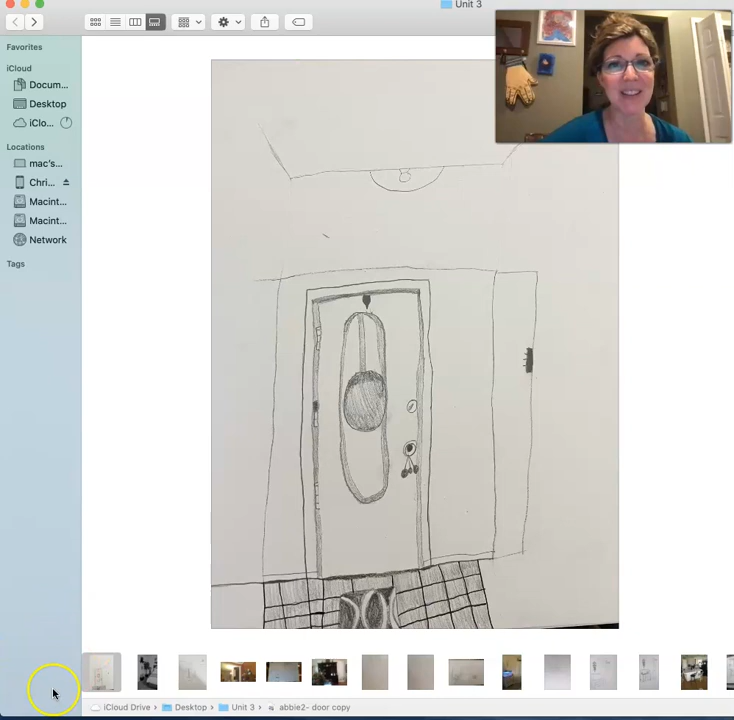 Unit 3
Favorites
iCloud
Docum...
Desktop
iClo...
Locations
mac's...
Chri...
Macint...
Macint...
Network
Tags
iCloud Drive › Desktop › Unit 3 › abbie2- door copy